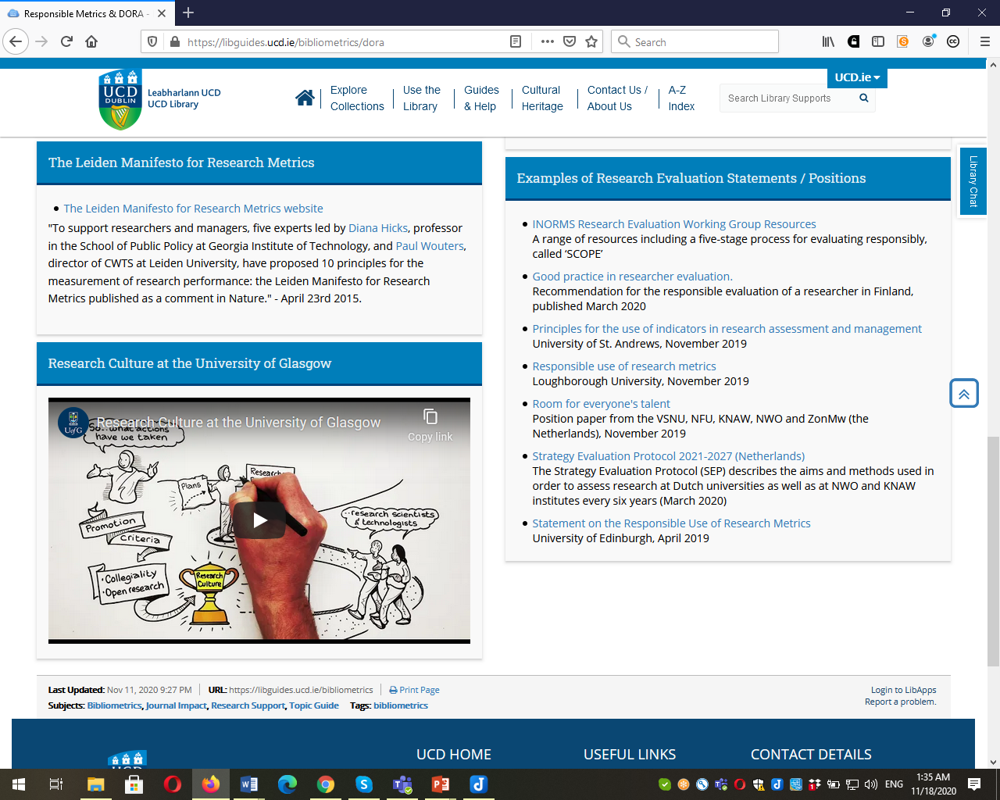 Responsible Metrics & DORA -
https://libguides.ucd.ie/bibliometrics/dora
Search
UCD
DUBLIN
Leabharlann UCD
UCD Library
Explore
Collections
Use the
Library
Guides
& Help
Cultural
Heritage
Contact Us /
About Us
A-Z
Index
UCD.ie
Search Library Supports
Library Chat
The Leiden Manifesto for Research Metrics
The Leiden Manifesto for Research Metrics website
"To support researchers and managers, five experts led by Diana Hicks, professor
in the School of Public Policy at Georgia Institute of Technology, and Paul Wouters,
director of CWTS at Leiden University, have proposed 10 principles for the
measurement of research performance: the Leiden Manifesto for Research
Metrics published as a comment in Nature." - April 23rd 2015.
Research Culture at the University of Glasgow
UofG
Research Culture at the University of Glasgow
Copy link
So...what actions
have we taken
Plans
Research
Promotion
Criteria
• Collegiality
• Open research
Research
Culture
...research scientists
& technologists
Examples of Research Evaluation Statements / Positions
INORMS Research Evaluation Working Group Resources
A range of resources including a five-stage process for evaluating responsibly,
called ‘SCOPE’
Good practice in researcher evaluation.
Recommendation for the responsible evaluation of a researcher in Finland,
published March 2020
Principles for the use of indicators in research assessment and management
University of St. Andrews, November 2019
Responsible use of research metrics
Loughborough University, November 2019
Room for everyone's talent
Position paper from the VSNU, NFU, KNAW, NWO and ZonMw (the
Netherlands), November 2019
Strategy Evaluation Protocol 2021-2027 (Netherlands)
The Strategy Evaluation Protocol (SEP) describes the aims and methods used in
order to assess research at Dutch universities as well as at NWO and KNAW
institutes every six years (March 2020)
Statement on the Responsible Use of Research Metrics
University of Edinburgh, April 2019
Last Updated: Nov 11, 2020 9:27 PM
URL: https://libguides.ucd.ie/bibliometrics
Print Page
Login to LibApps
Subjects: Bibliometrics, Journal Impact, Research Support, Topic Guide
Tags: bibliometrics
Report a problem.
UCD HOME
USEFUL LINKS
CONTACT DETAILS
ENG
1:35 AM
11/18/2020